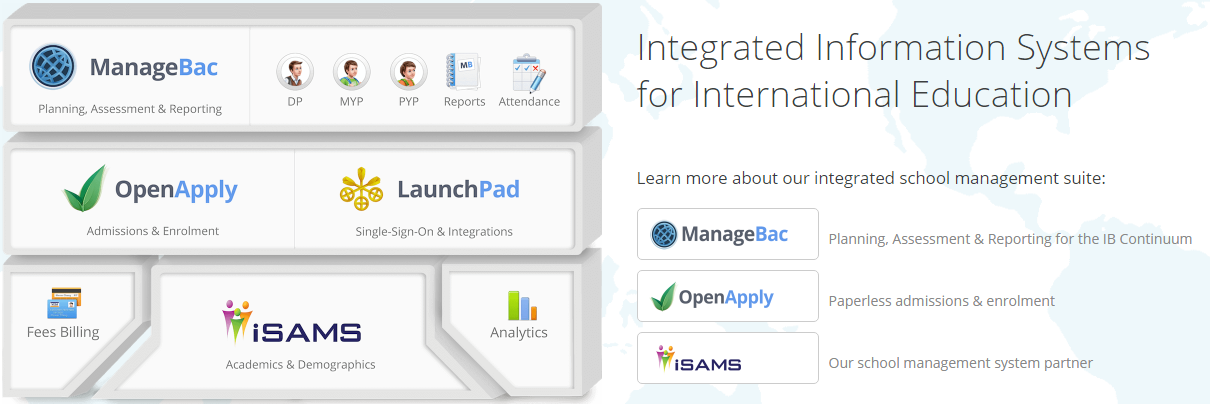 ManageBac
Planning, Assessment & Reporting
DP
MYP
PYP
MB
Reports
Attendance
OpenApply
Admissions & Enrolment
LaunchPad
Single-Sign-On & Integrations
Fees Billing
iSAMS
Academics & Demographics
Analytics
Integrated Information Systems
for International Education
Learn more about our integrated school management suite:
ManageBac
Planning, Assessment & Reporting for the IB Continuum
OpenApply
Paperless admissions & enrolment
iSAMS
Our school management system partner